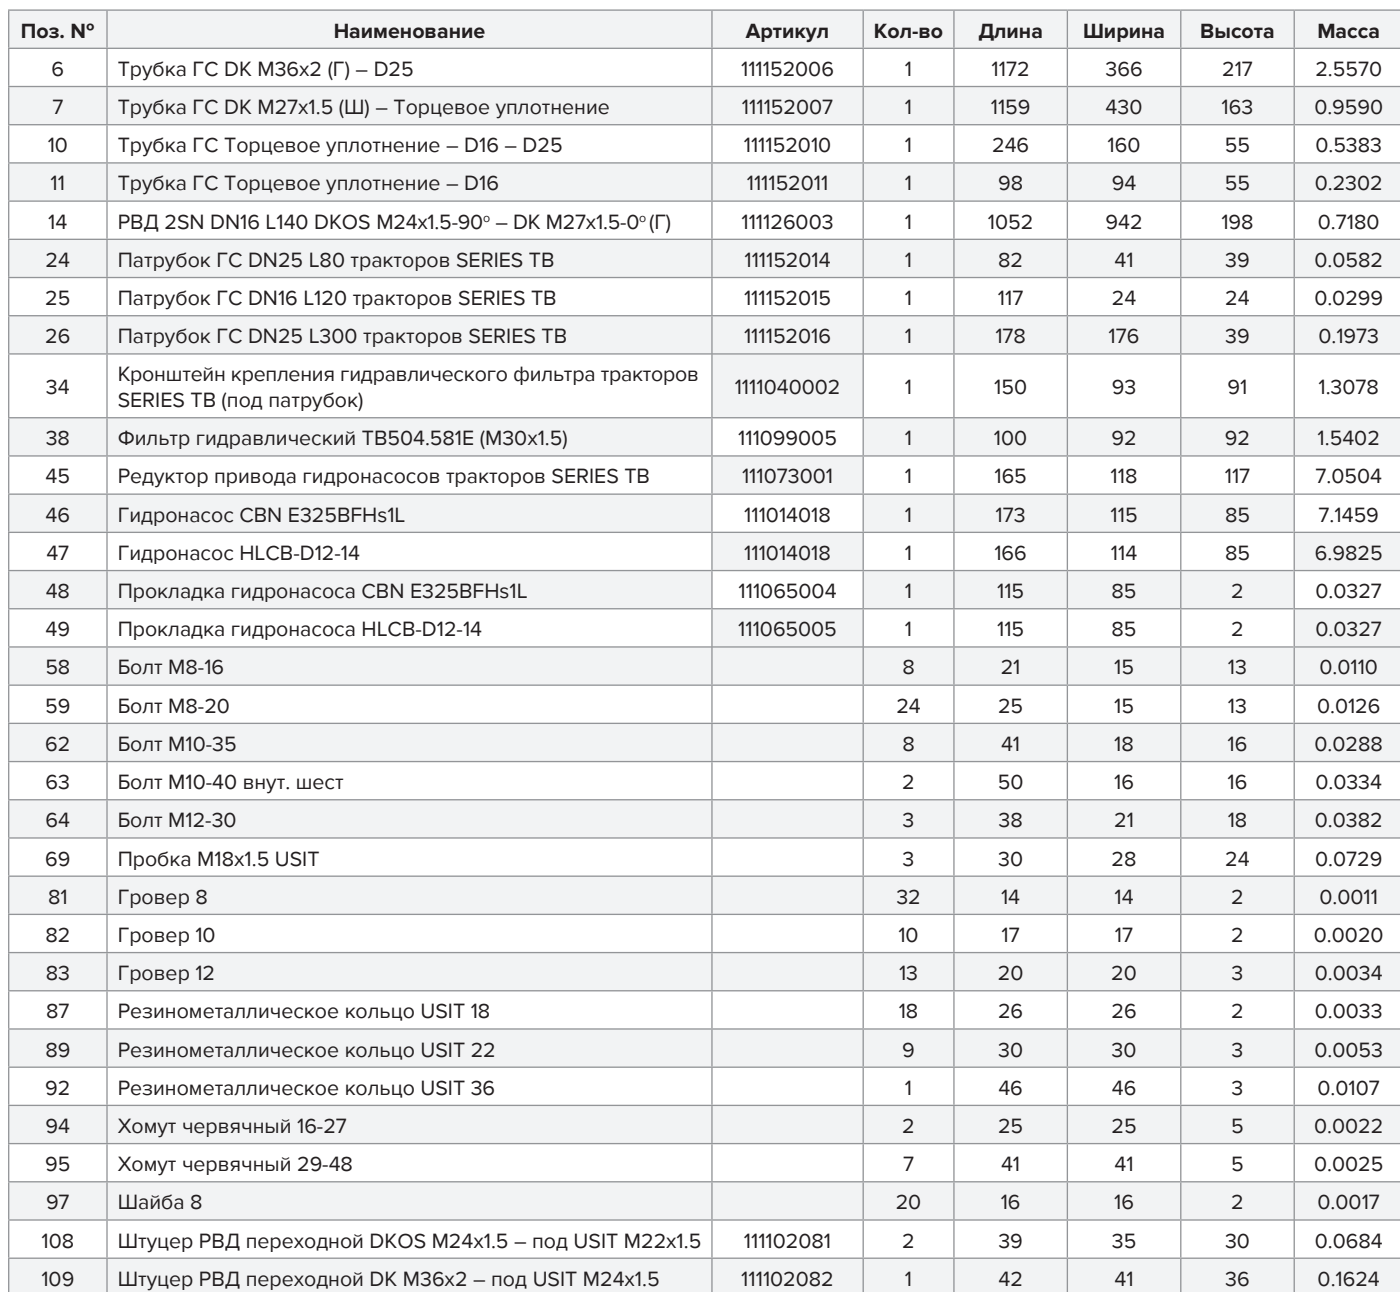 Поз. № Наименование Артикул Кол-во Длина Ширина Высота Масса
6 Трубка ГС DK М36х2 (Г) – D25 111152006 1 1172 366 217 2.5570
7 Трубка ГС DK М27х1.5 (Ш) – Торцевое уплотнение 111152007 1 1159 430 163 0.9590
10 Трубка ГС Торцевое уплотнение – D16 – D25 111152010 1 246 160 55 0.5383
11 Трубка ГС Торцевое уплотнение – D16 111152011 1 98 94 55 0.2302
14 РВД 2SN DN16 L140 DKOS М24х1.5-90° – DK М27х1.5-0° (Г) 111126003 1 1052 942 198 0.7180
24 Патрубок ГС DN25 L80 тракторов SERIES TB 111152014 1 82 41 39 0.0582
25 Патрубок ГС DN16 L120 тракторов SERIES TB 111152015 1 117 24 24 0.0299
26 Патрубок ГС DN25 L300 тракторов SERIES TB 111152016 1 178 176 39 0.1973
34 Кронштейн крепления гидравлического фильтра тракторов
SERIES TB (под патрубок) 1111040002 1 150 93 91 1.3078
38 Фильтр гидравлический TB504.581E (М30х1.5) 111099005 1 100 92 92 1.5402
45 Редуктор привода гидронасосов тракторов SERIES TB 111073001 1 165 118 117 7.0504
46 Гидронасос CBN E325BFHs1L 111014018 1 173 115 85 7.1459
47 Гидронасос HLCB-D12-14 111014018 1 166 114 85 6.9825
48 Прокладка гидронасоса CBN E325BFHs1L 111065004 1 115 85 2 0.0327
49 Прокладка гидронасоса HLCB-D12-14 111065005 1 115 85 2 0.0327
58 Болт М8-16 8 21 15 13 0.0110
59 Болт М8-20 24 25 15 13 0.0126
62 Болт М10-35 8 41 18 16 0.0288
63 Болт М10-40 внут. шест 2 50 16 16 0.0334
64 Болт М12-30 3 38 21 18 0.0382
69 Пробка М18х1.5 USIT 3 30 28 24 0.0729
81 Гровер 8 32 14 14 2 0.0011
82 Гровер 10 10 17 17 2 0.0020
83 Гровер 12 13 20 20 3 0.0034
87 Резинометаллическое кольцо USIT 18 18 26 26 2 0.0033
89 Резинометаллическое кольцо USIT 22 9 30 30 3 0.0053
92 Резинометаллическое кольцо USIT 36 1 46 46 3 0.0107
94 Хомут червячный 16-27 2 25 25 5 0.0022
95 Хомут червячный 29-48 7 41 41 5 0.0025
97 Шайба 8 20 16 16 2 0.0017
108 Штуцер РВД переходной DKOS М24х1.5 – под USIT М22х1.5 111102081 2 39 35 30 0.0684
109 Штуцер РВД переходной DK М36х2 – под USIT М24х1.5 111102082 1 42 41 36 0.1624